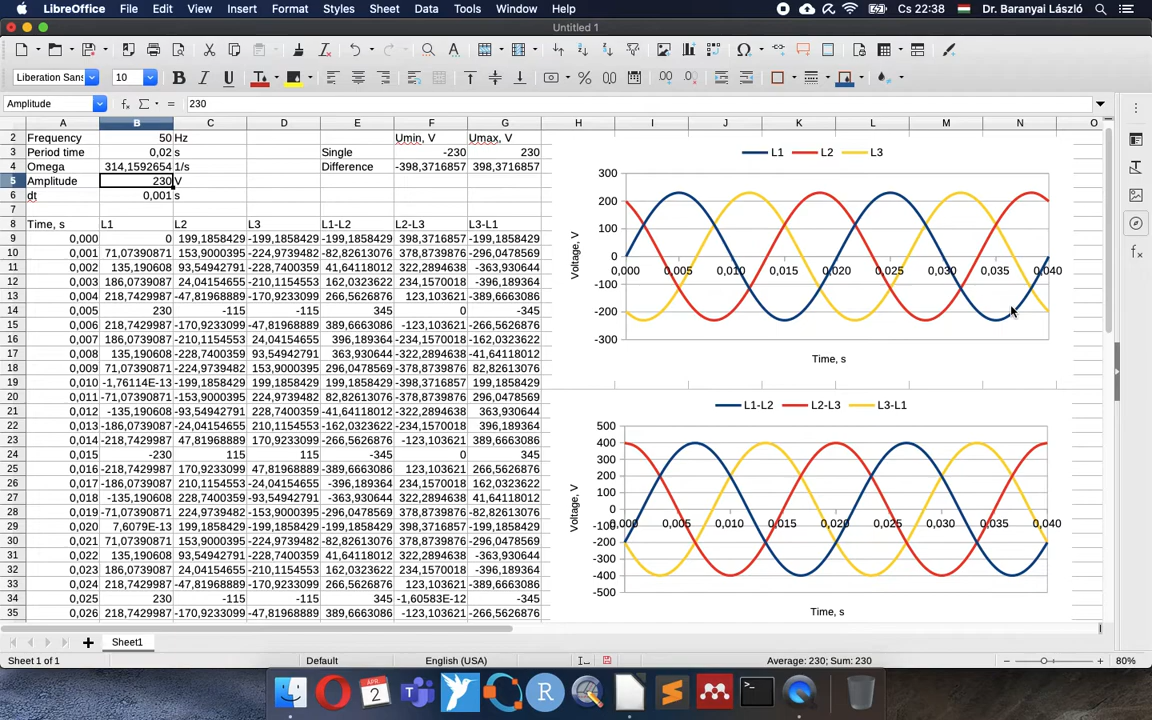 LibreOffice File Edit View Insert Format Styles Sheet Data Tools Window Help Cs 22:38 Dr. Baranyai László
Untitled 1
Liberation Sans 10
Amplitude = 230
A B C D E F G H I J K L M N O
2 Frequency 50 Hz Umin, V Umax, V
3 Period time 0,02 s Single -230 230
4 Omega 314,1592654 1/s Difference -398,3716857 398,3716857
5 Amplitude 230 V
6 dt 0,001 s
7
8 Time, s L1 L2 L3 L1-L2 L2-L3 L3-L1
9 0,000 0 199,1858429 -199,1858429 -199,1858429 398,3716857 -199,1858429
10 0,001 71,07390871 153,9000395 -224,9739482 -82,82613076 378,8739876 -296,0478569
11 0,002 135,190608 93,54942791 -228,7400359 41,64118012 322,2894838 -363,930644
12 0,003 186,0739087 24,04154655 -210,1154553 162,0323662 234,1570018 -396,189364
13 0,004 218,7429987 -47,81968889 -170,9233099 266,5626876 123,103621 -389,6663086
14 0,005 230 -115 -115 345 0 -345
15 0,006 218,7429987 -170,9233099 -47,81968889 389,6663086 -123,103621 -266,5626876
16 0,007 186,0739087 -210,1154553 24,04154655 396,189364 -234,1570018 -162,0323662
17 0,008 135,190608 -228,7400359 93,54942791 363,930644 -322,2894838 -41,64118012
18 0,009 71,07390871 -224,9739482 153,9000395 296,0478569 -378,8739876 82,82613076
19 0,010 -1,76114E-13 -199,1858429 199,1858429 199,1858429 -398,3716857 199,1858429
20 0,011 -71,07390871 -153,9000395 224,9739482 82,82613076 -378,8739876 296,0478569
21 0,012 -135,190608 -93,54942791 228,7400359 -41,64118012 -322,2894838 363,930644
22 0,013 -186,0739087 -24,04154655 210,1154553 -162,0323662 -234,1570018 396,189364
23 0,014 -218,7429987 47,81968889 170,9233099 -266,5626876 -123,103621 389,6663086
24 0,015 -230 115 115 -345 0 345
25 0,016 -218,7429987 170,9233099 47,81968889 -389,6663086 123,103621 266,5626876
26 0,017 -186,0739087 210,1154553 -24,04154655 -396,189364 234,1570018 162,0323662
27 0,018 -135,190608 228,7400359 -93,54942791 -363,930644 322,2894838 41,64118012
28 0,019 -71,07390871 224,9739482 -153,9000395 -296,0478569 378,8739876 -82,82613076
29 0,020 7,6079E-13 199,1858429 -199,1858429 -199,1858429 398,3716857 -199,1858429
30 0,021 71,07390871 153,9000395 -224,9739482 -82,82613076 378,8739876 -296,0478569
31 0,022 135,190608 93,54942791 -228,7400359 41,64118012 322,2894838 -363,930644
32 0,023 186,0739087 24,04154655 -210,1154553 162,0323662 234,1570018 -396,189364
33 0,024 218,7429987 -47,81968889 -170,9233099 266,5626876 123,103621 -389,6663086
34 0,025 230 -115 -115 345 -1,60583E-12 -345
35 0,026 218,7429987 -170,9233099 -47,81968889 389,6663086 -123,103621 -266,5626876
L1 L2 L3
300
200
100
0
-100
-200
-300
0,000 0,005 0,010 0,015 0,020 0,025 0,030 0,035 0,040
Voltage, V
Time, s
L1-L2 L2-L3 L3-L1
500
400
300
200
100
0
-100
-200
-300
-400
-500
0,000 0,005 0,010 0,015 0,020 0,025 0,030 0,035 0,040
Voltage, V
Time, s
Sheet1
Sheet 1 of 1 Default English (USA) Average: 230; Sum: 230 80%
APR
2